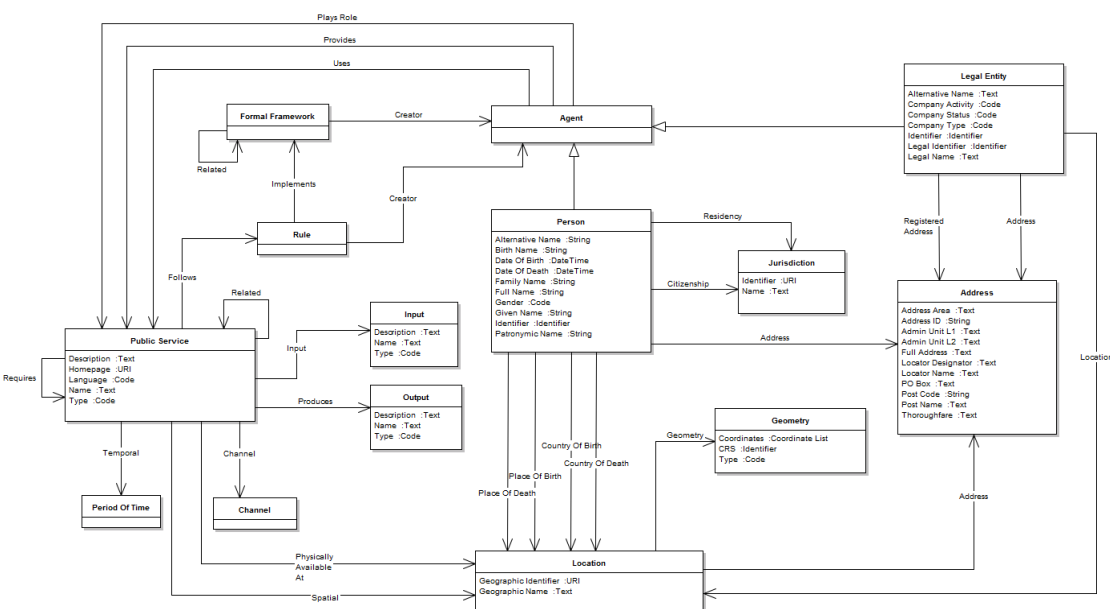 Plays Role
Provides
Uses
Legal Entity
Alternative Name :Text
Company Activity :Code
Company Status :Code
Company Type :Code
Identifier :Identifier
Legal Identifier :Identifier
Legal Name :Text
Formal Framework
Creator
Agent
Related
Implements
Creator
Rule
Follows
Person
Alternative Name :String
Birth Name :String
Date Of Birth :DateTime
Date Of Death :DateTime
Family Name :String
Full Name :String
Gender :Code
Given Name :String
Identifier :Identifier
Patronymic Name :String
Residency
Citizenship
Jurisdiction
Identifier :URI
Name :Text
Registered
Address
Address
Address
Address
Address Area :Text
Address ID :String
Admin Unit L1 :Text
Admin Unit L2 :Text
Full Address :Text
Locator Designator :Text
Locator Name :Text
PO Box :Text
Post Code :String
Post Name :Text
Thoroughfare :Text
Location
Related
Public Service
Description :Text
Homepage :URI
Language :Code
Name :Text
Type :Code
Requires
Input
Input
Description :Text
Name :Text
Type :Code
Produces
Output
Description :Text
Name :Text
Type :Code
Temporal
Channel
Period Of Time
Channel
Country Of Birth
Country Of Death
Place Of Birth
Place Of Death
Geometry
Geometry
Coordinates :Coordinate List
CRS :Identifier
Type :Code
Address
Physically
Available
At
Spatial
Location
Geographic Identifier :URI
Geographic Name :Text